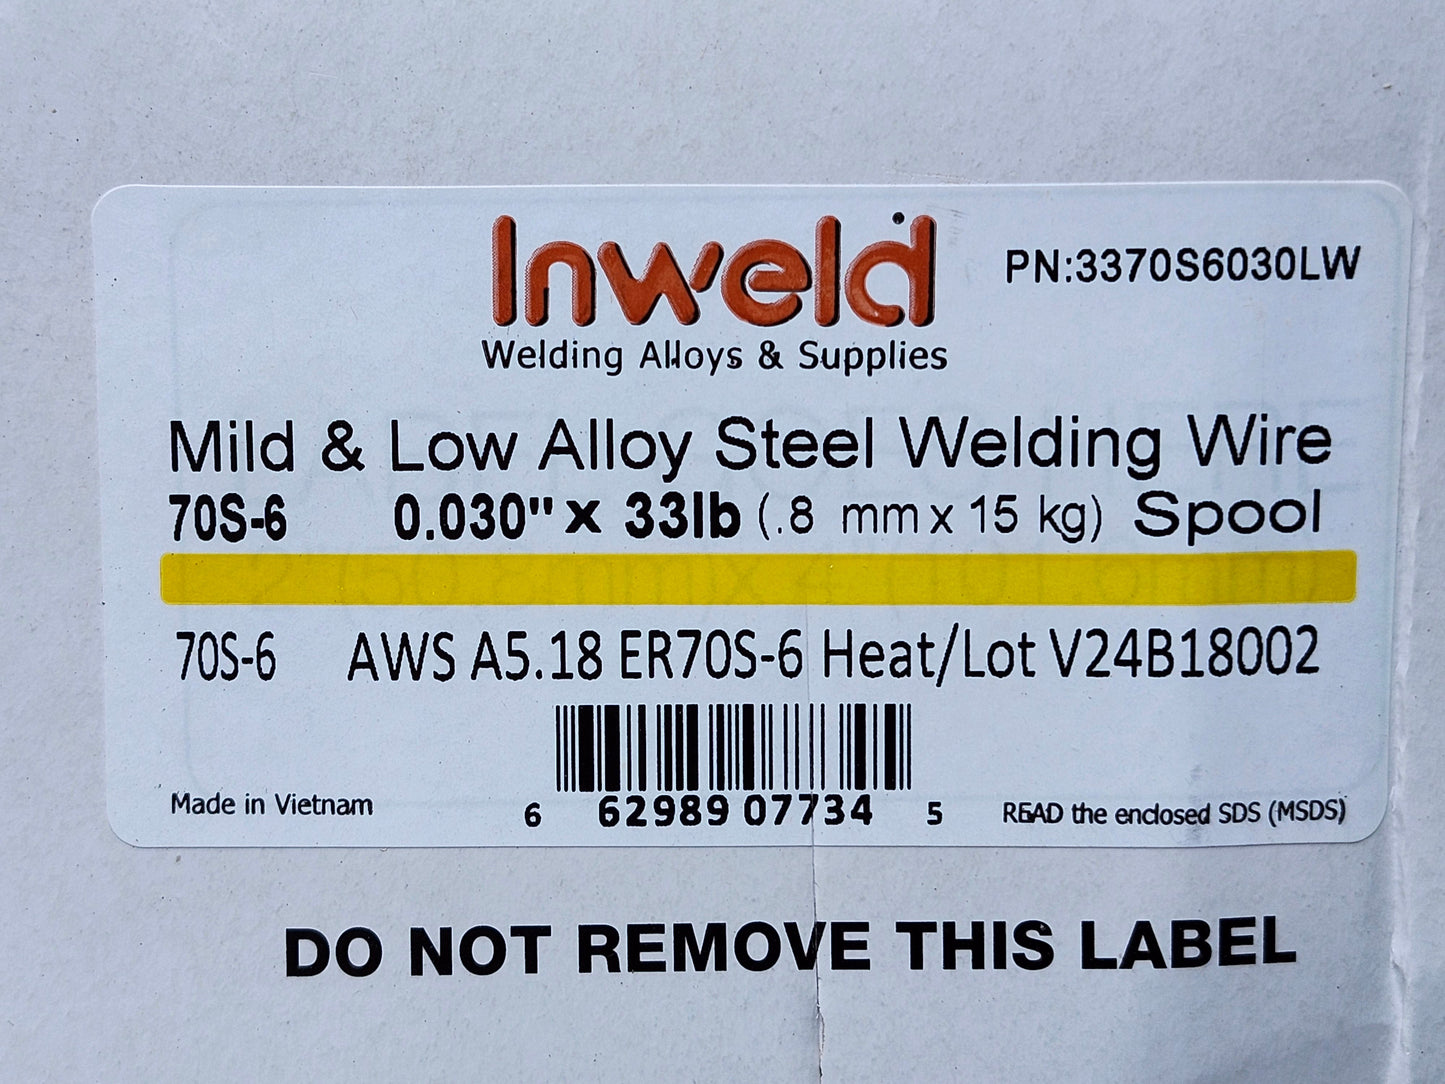 Inweld
PN:3370S6030LW
Welding Alloys & Supplies
Mild & Low Alloy Steel Welding Wire
70S-6 0.030" x 33lb (.8 mm x 15 kg) Spool
70S-6 AWS A5.18 ER70S-6 Heat/Lot V24B18002
Made in Vietnam
6 62989 07734 5
READ the enclosed SDS (MSDS)
DO NOT REMOVE THIS LABEL